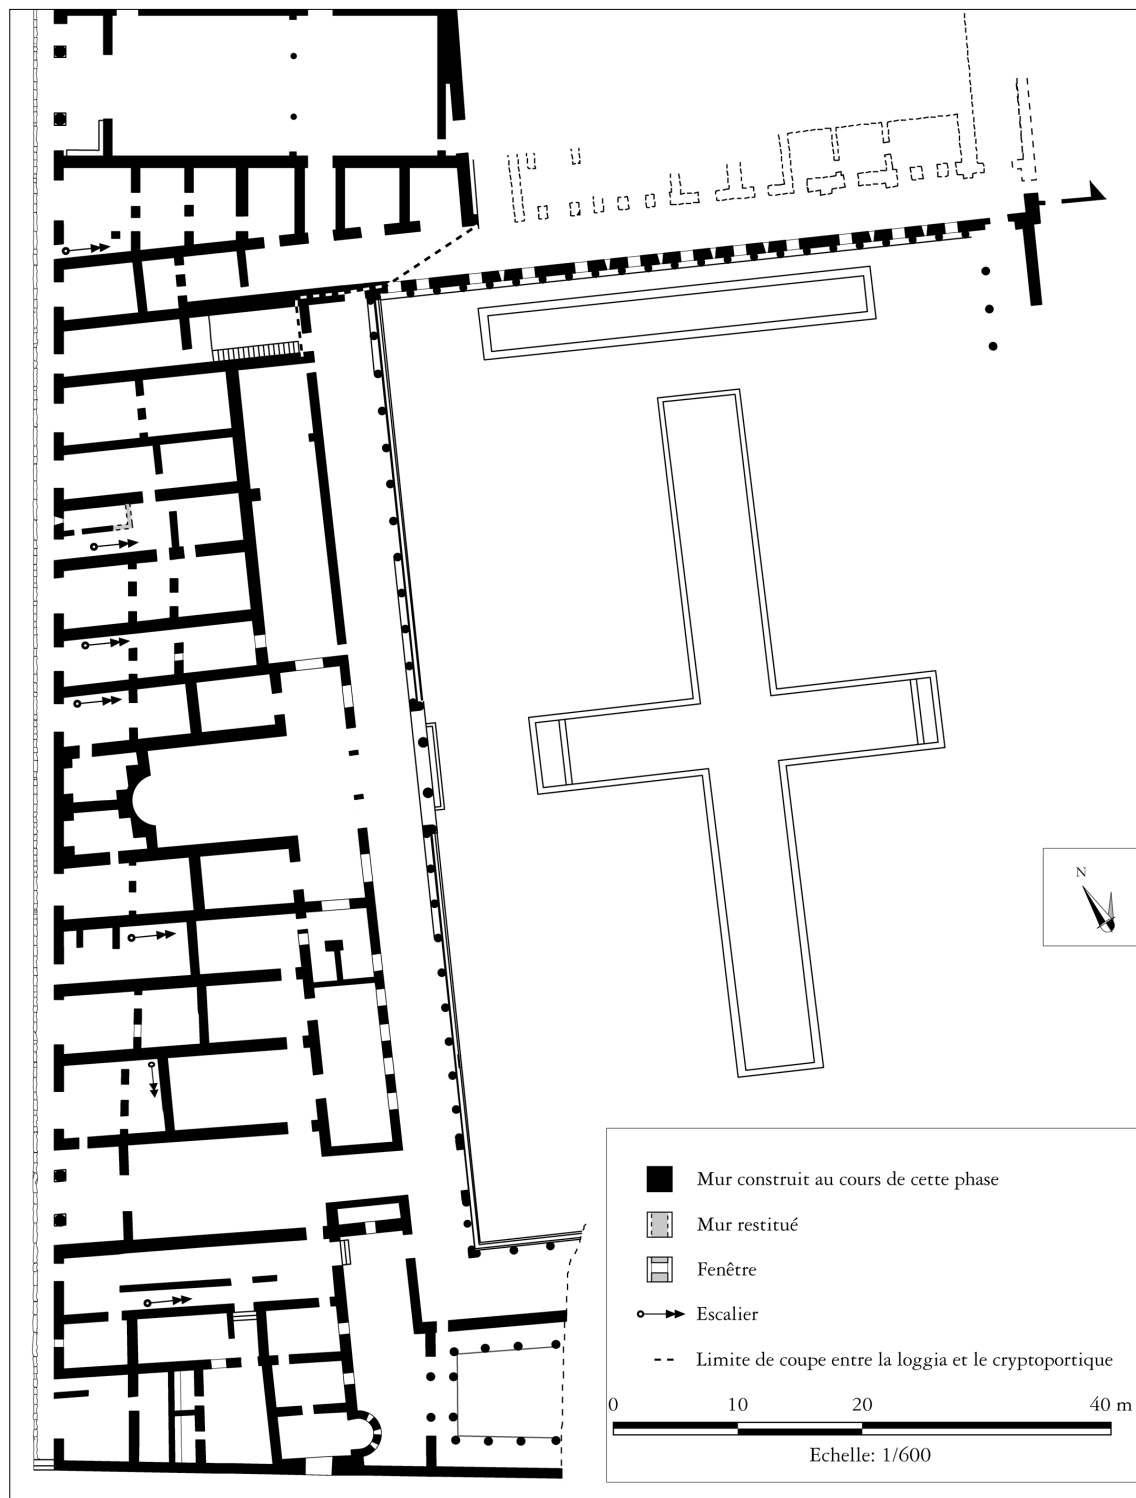 N
Mur construit au cours de cette phase
Mur restitué
Fenêtre
Escalier
Limite de coupe entre la loggia et le cryptoportique
0 10 20 40 m
Echelle: 1/600